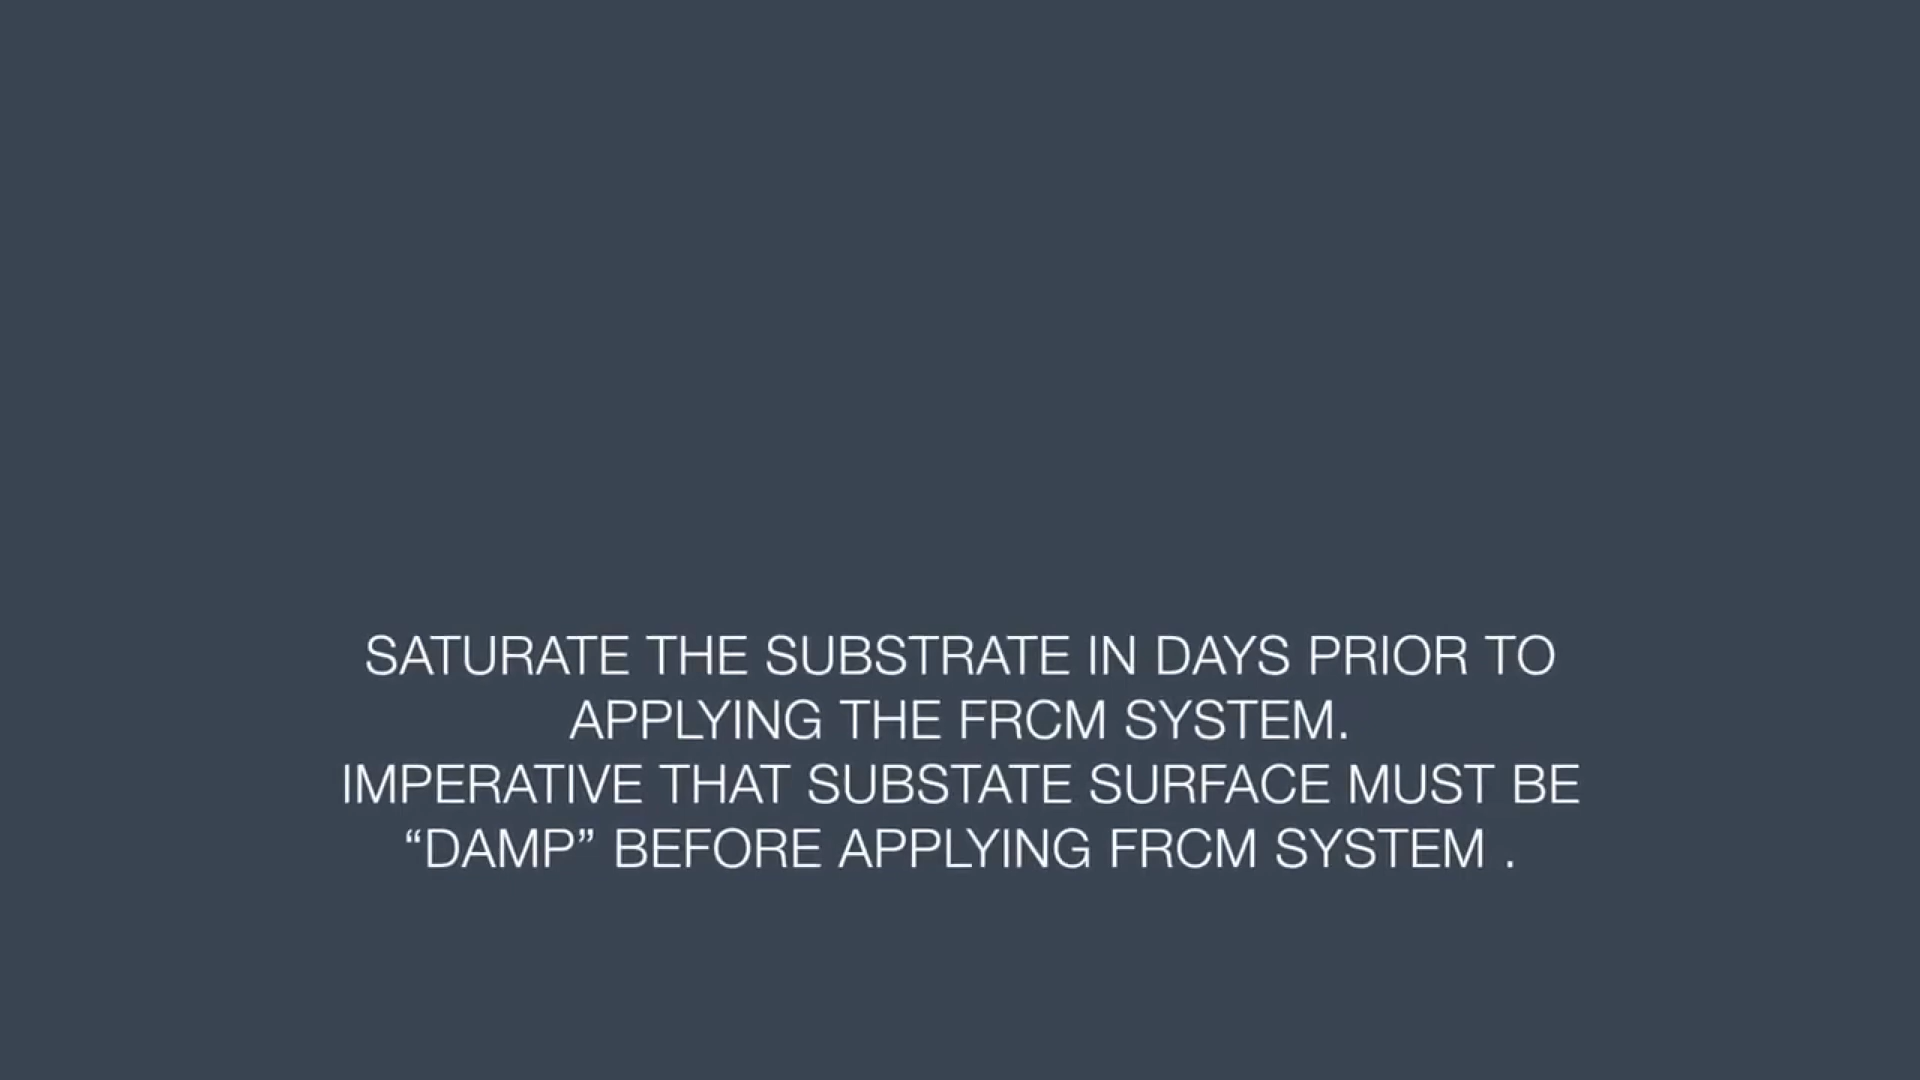 SATURATE THE SUBSTRATE IN DAYS PRIOR TO
APPLYING THE FRCM SYSTEM.
IMPERATIVE THAT SUBSTATE SURFACE MUST BE
“DAMP” BEFORE APPLYING FRCM SYSTEM .